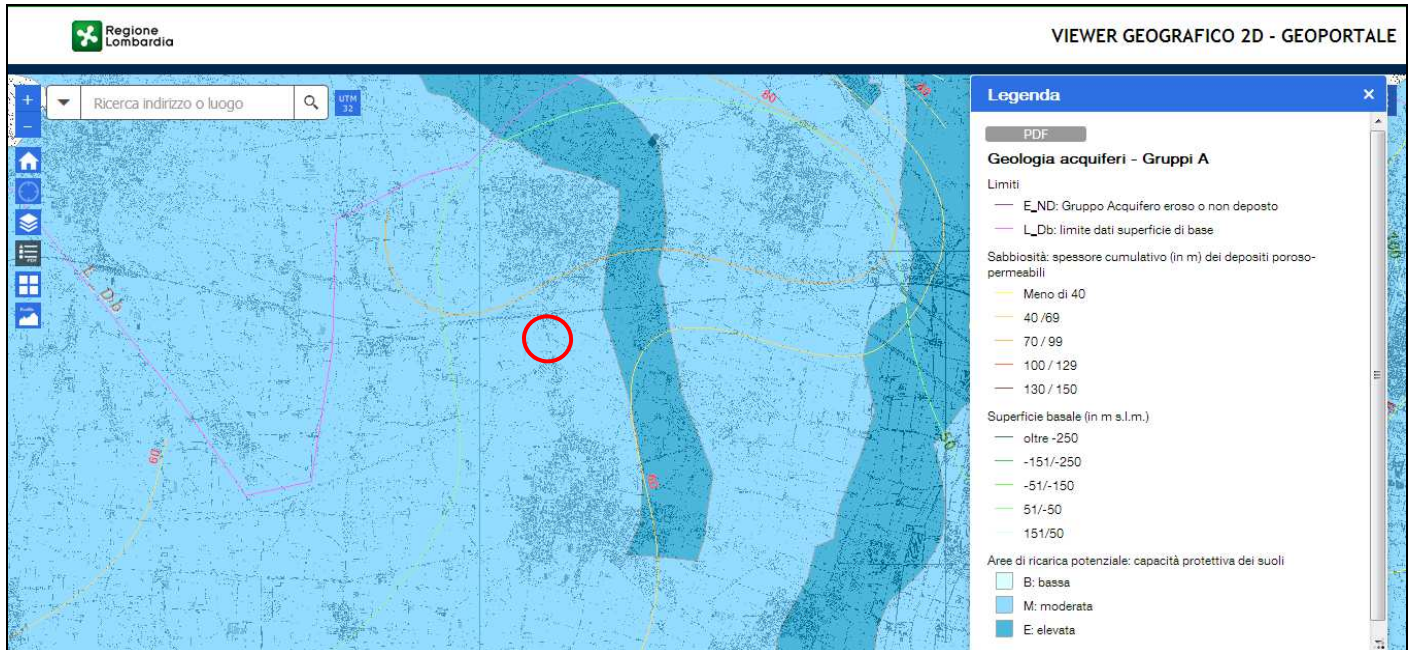 Regione
Lombardia
VIEWER GEOGRAFICO 2D - GEOPORTALE
+
−
Ricerca indirizzo o luogo
UTM
32
Legenda
×
PDF
Geologia acquiferi - Gruppi A
Limiti
E_ND: Gruppo Acquifero eroso o non deposto
L_Db: limite dati superficie di base
Sabbiosità: spessore cumulativo (in m) dei depositi poroso-
permeabili
Meno di 40
40 /69
70 / 99
100 / 129
130 / 150
Superficie basale (in m s.l.m.)
oltre -250
-151/-250
-51/-150
51/-50
151/50
Aree di ricarica potenziale: capacità protettiva dei suoli
B: bassa
M: moderata
E: elevata
80
L_Db
60
50